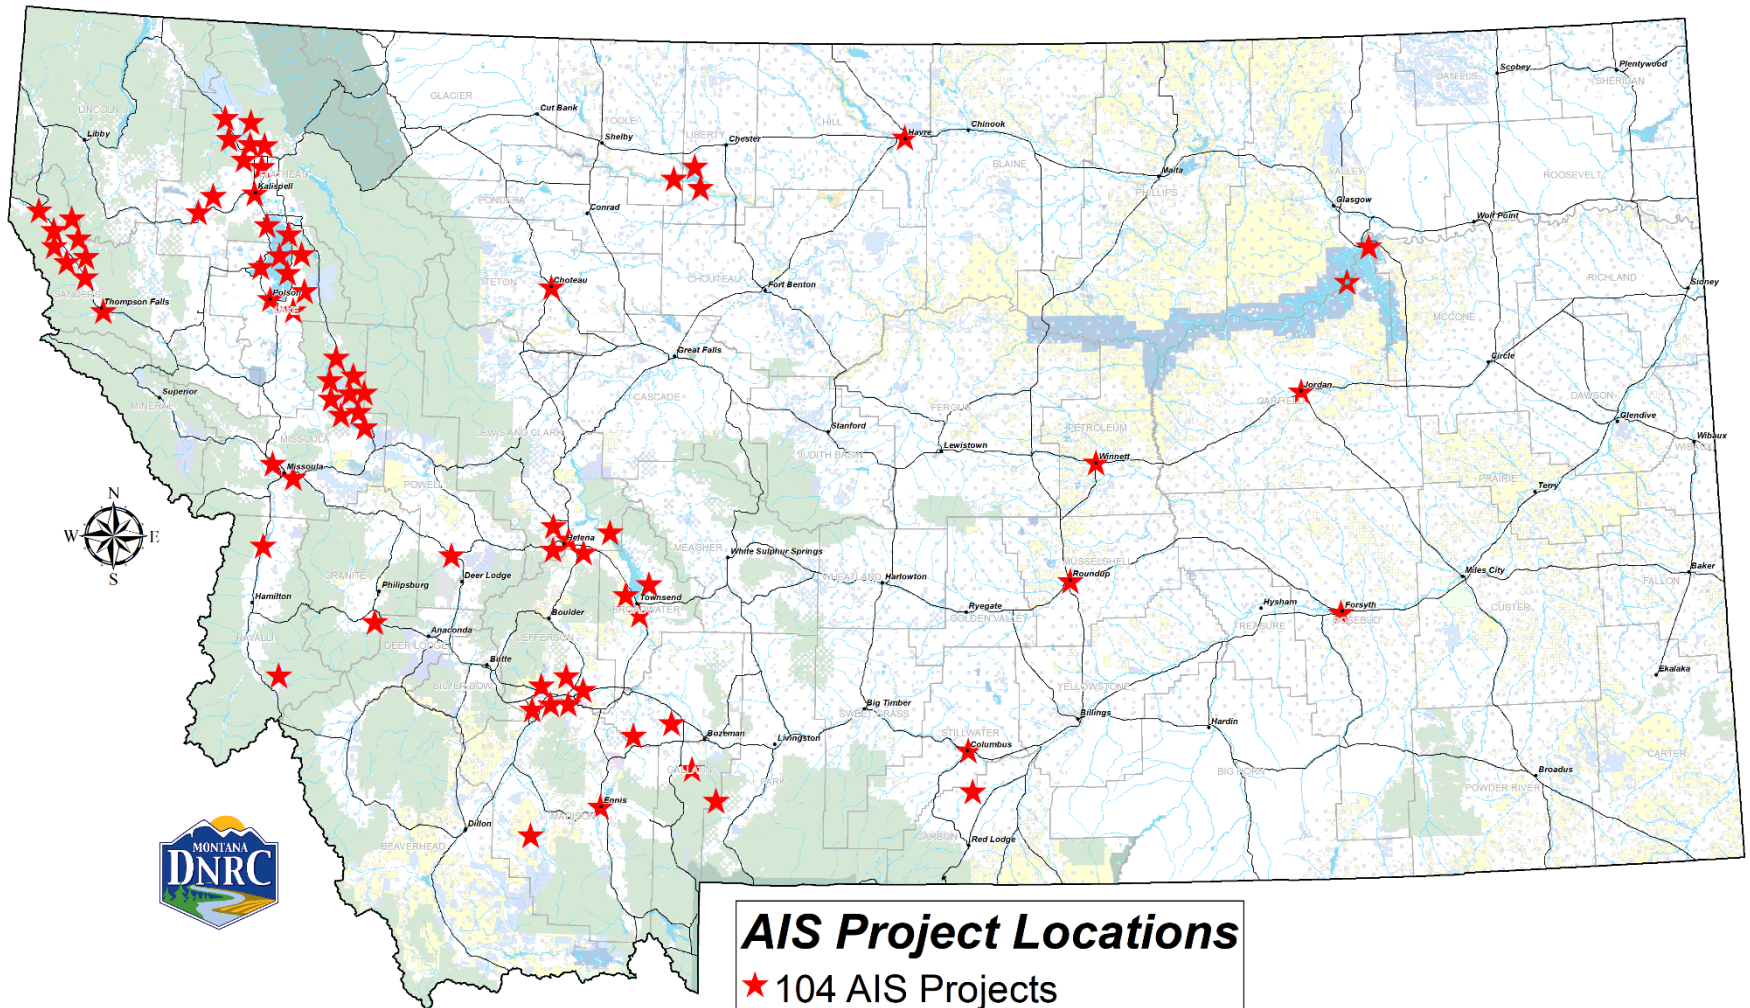 DANIELS
Scobey
Plentywood
SHERIDAN
GLACIER
Cut Bank
TOOLE
Shelby
LIBERTY
Chester
HILL
Havre
Chinook
BLAINE
LINCOLN
Libby
FLATHEAD
Kalispell
PONDERA
Conrad
Malta
PHILLIPS
VALLEY
Glasgow
ROOSEVELT
Wolf Point
SANDERS
Thompson Falls
Polson
LAKE
TETON
Choteau
CHOUTEAU
Fort Benton
RICHLAND
Sidney
MCCONE
Great Falls
Circle
Superior
MINERAL
MISSOULA
CASCADE
FERGUS
PETROLEUM
Jordan
GARFIELD
DAWSON
Glendive
LEWIS AND CLARK
Stanford
JUDITH BASIN
Lewistown
Winnett
Wibaux
WIBAUX
Missoula
POWELL
PRAIRIE
Terry
N
W
E
S
Helena
MEAGHER
White Sulphur Springs
WHEATLAND
Harlowton
MUSSELSHELL
Roundup
Miles City
Baker
FALLON
GRANITE
Philipsburg
Deer Lodge
Hamilton
Boulder
Townsend
BROADWATER
Ryegate
GOLDEN VALLEY
Hysham
TREASURE
Forsyth
ROSEBUD
CUSTER
RAVALLI
Anaconda
DEER LODGE
JEFFERSON
Butte
SILVER BOW
Ekalaka
YELLOWSTONE
Big Timber
SWEET GRASS
Billings
Hardin
STILLWATER
Columbus
Bozeman
Livingston
GALLATIN
PARK
BIG HORN
CARTER
Broadus
POWDER RIVER
Ennis
MADISON
Dillon
BEAVERHEAD
CARBON
Red Lodge
MONTANA
DNRC
AIS Project Locations
104 AIS Projects